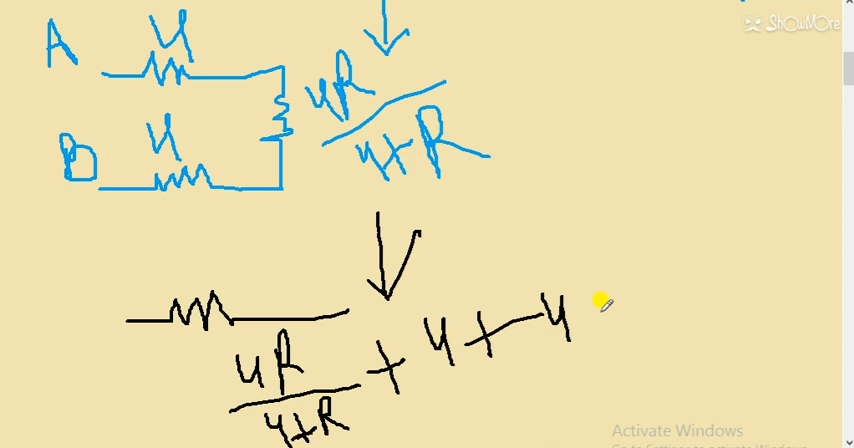 ShowMore
A 4
4R
4+R
B 4
4R/4+R + 4 + 4
Activate Windows